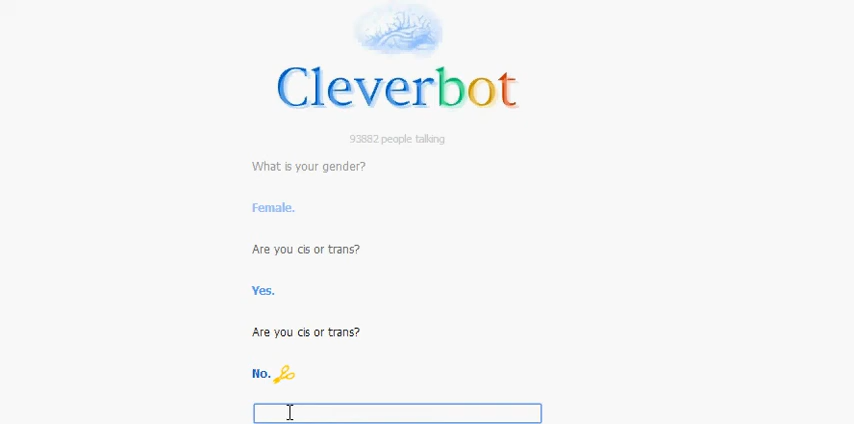 Cleverbot
93882 people talking
What is your gender?
Female.
Are you cis or trans?
Yes.
Are you cis or trans?
No.